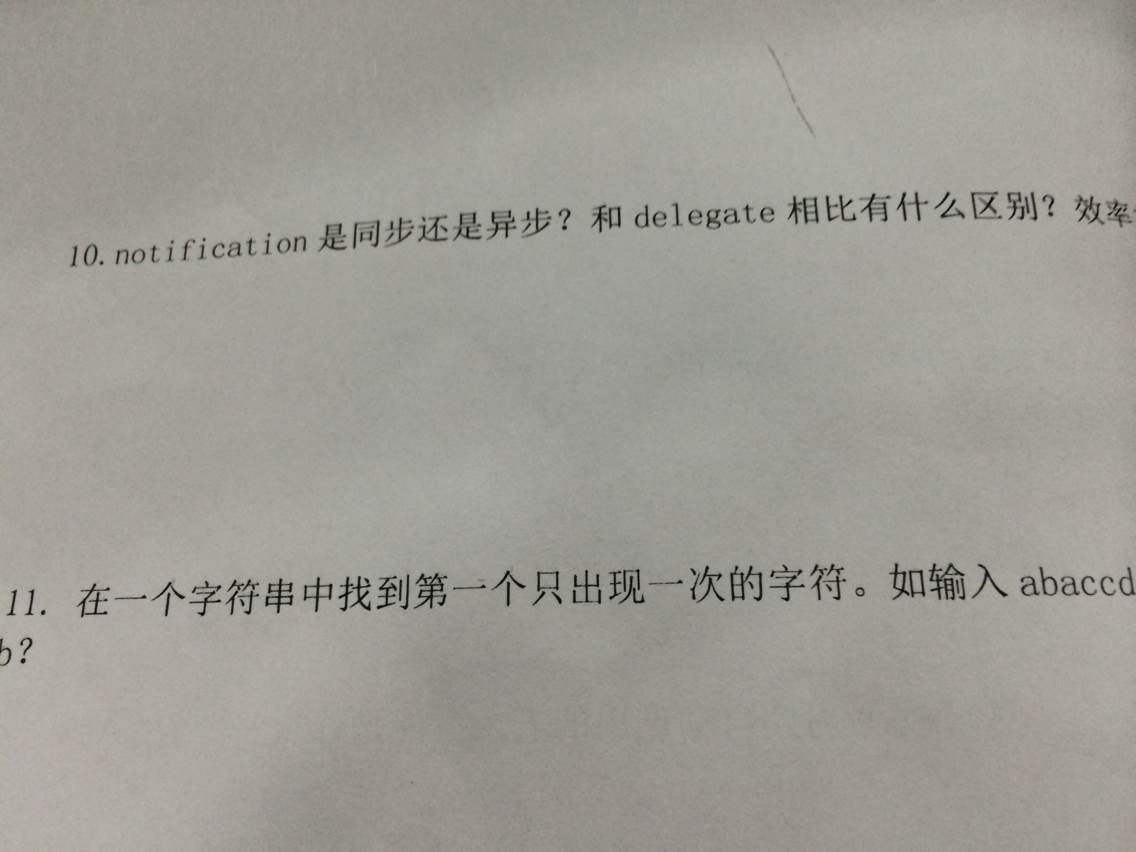 10. notification 是同步还是异步？和 delegate 相比有什么区别？效率
11. 在一个字符串中找到第一个只出现一次的字符。如输入 abaccd
b?